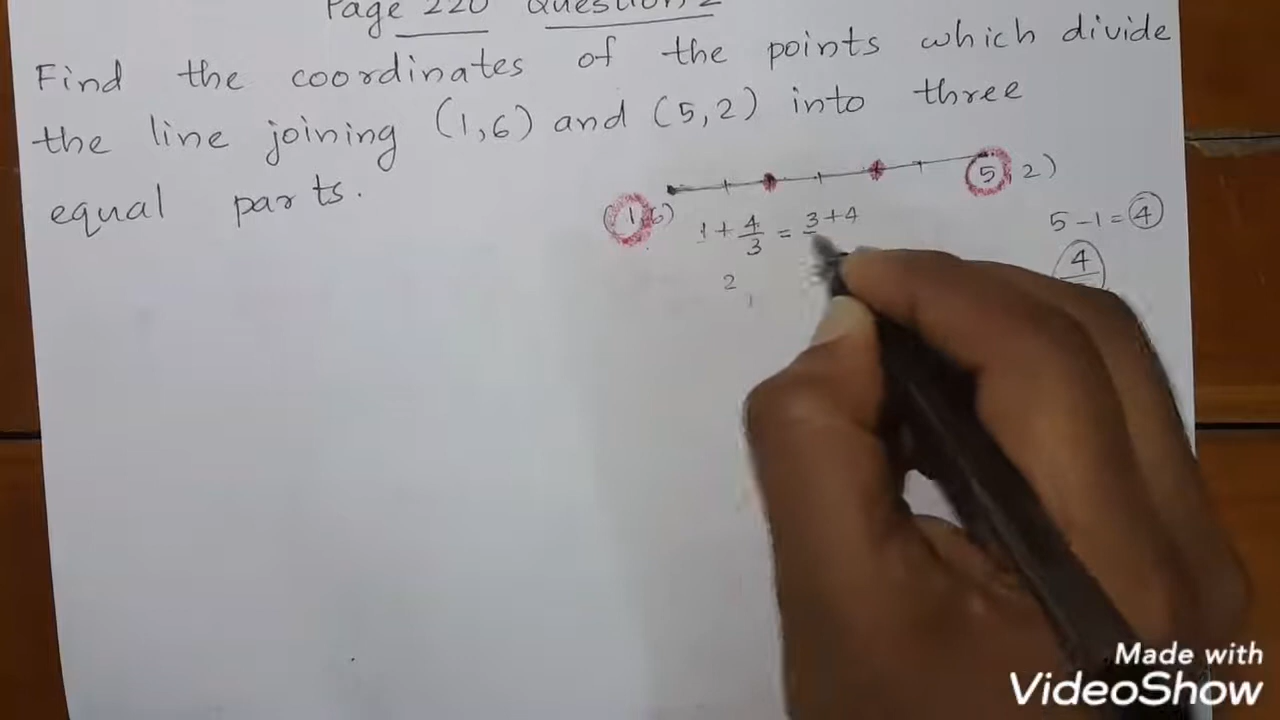 Page 220 Question 2
Find the coordinates of the points which divide
the line joining (1,6) and (5,2) into three
equal parts.
(1,6)
5, 2)
1 + 4/3 = 3+4
5 - 1 = 4
4
2
Made with
VideoShow